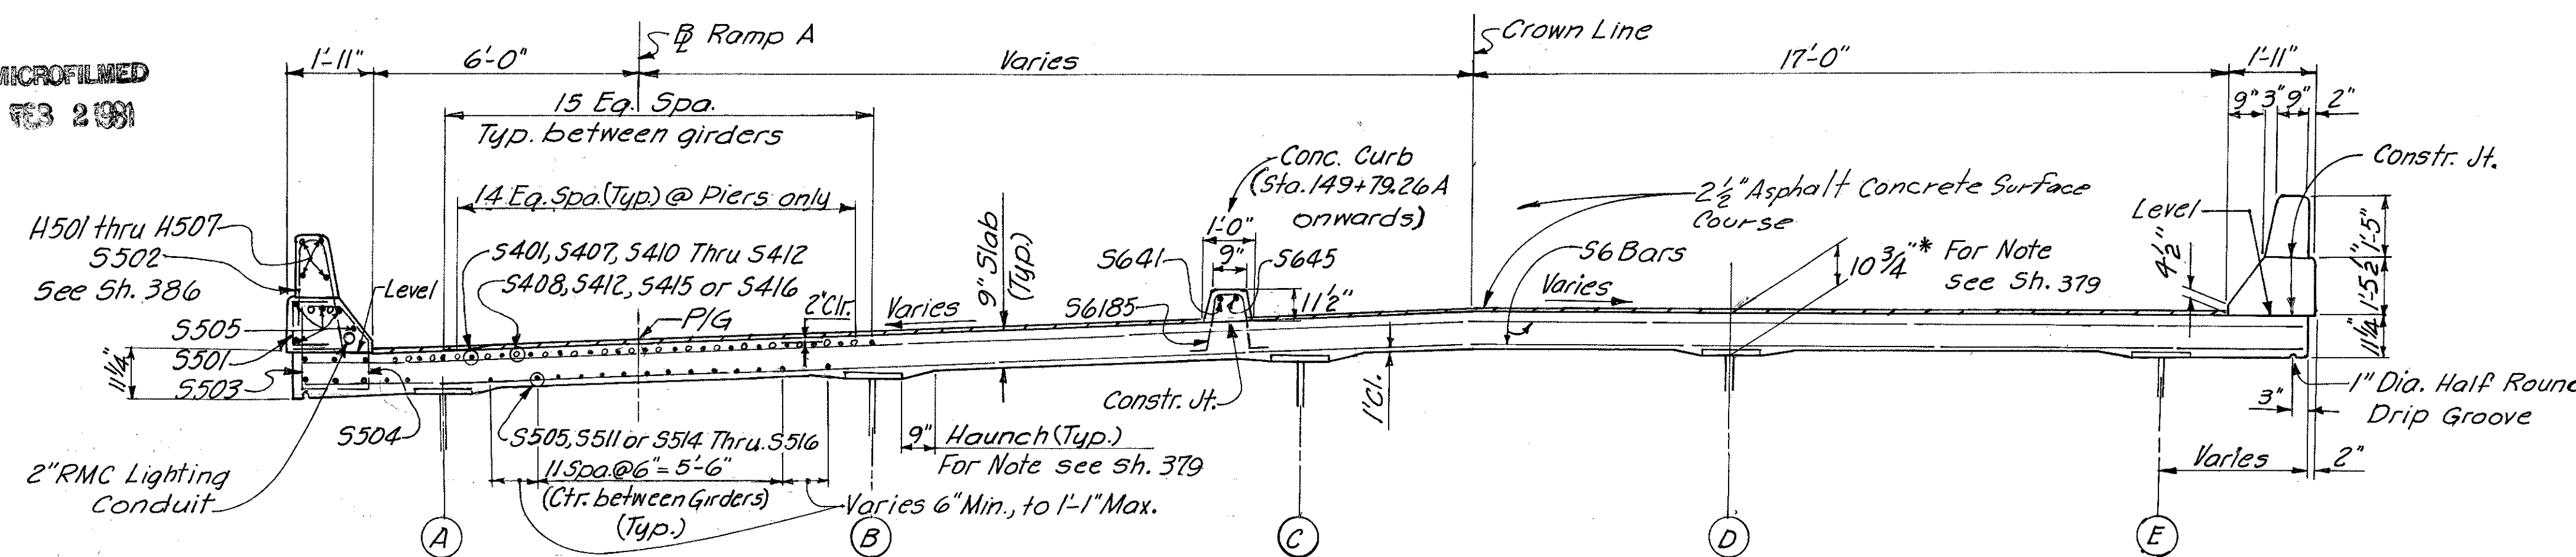 MICROFILMED
FEB 2 1981
1'-11"
6'-0"
℄ Ramp A
Varies
Crown Line
17'-0"
1'-11"
9" 3" 9" 2"
15 Eq. Spa.
Typ. between girders
14 Eq. Spa.(Typ.) @ Piers only
Conc. Curb
(Sta. 149+79.26A
onwards)
1'-0"
9"
2½" Asphalt Concrete Surface
Course
Constr. Jt.
Level
H501 thru H507
S502
See Sh. 386
S401, S407, S410 Thru S412
S408, S412, S415 or S416
2" Clr.
Varies
9" Slab
(Typ.)
S641
S645
S6185
11½"
S6 Bars
Varies
10¾"* For Note
see Sh. 379
4½"
1'-5"
1'-5½"
11¼"
Level
P/G
S505
S501
S503
11¼"
S504
S505, S511 or S514 Thru. S516
11 Spa.@6"= 5'-6"
(Ctr. between Girders)
(Typ.)
9" Haunch (Typ.)
For Note see sh. 379
Varies 6" Min., to 1'-1" Max.
Constr. Jt.
1" Cl.
3"
1" Dia. Half Round
Drip Groove
Varies
2"
2" RMC Lighting
Conduit
A
B
C
D
E